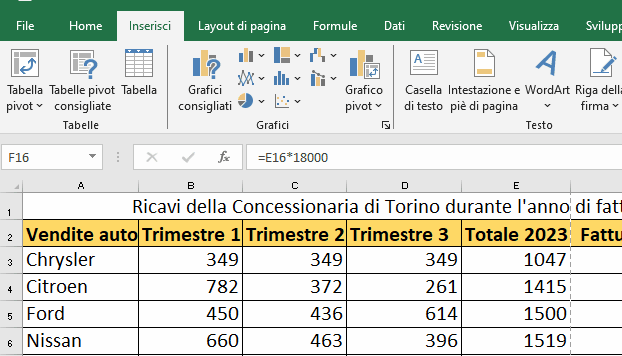 File Home Inserisci Layout di pagina Formule Dati Revisione Visualizza Svilupp
Tabella pivot Tabelle pivot consigliate Tabella
Grafici consigliati Grafico pivot
Casella di testo Intestazione e piè di pagina WordArt Riga della firma
Tabelle Grafici Testo
F16 fx =E16*18000
A B C D E
1 Ricavi della Concessionaria di Torino durante l'anno di fatt
2 Vendite auto Trimestre 1 Trimestre 2 Trimestre 3 Totale 2023 Fattu
3 Chrysler 349 349 349 1047
4 Citroen 782 372 261 1415
5 Ford 450 436 614 1500
6 Nissan 660 463 396 1519